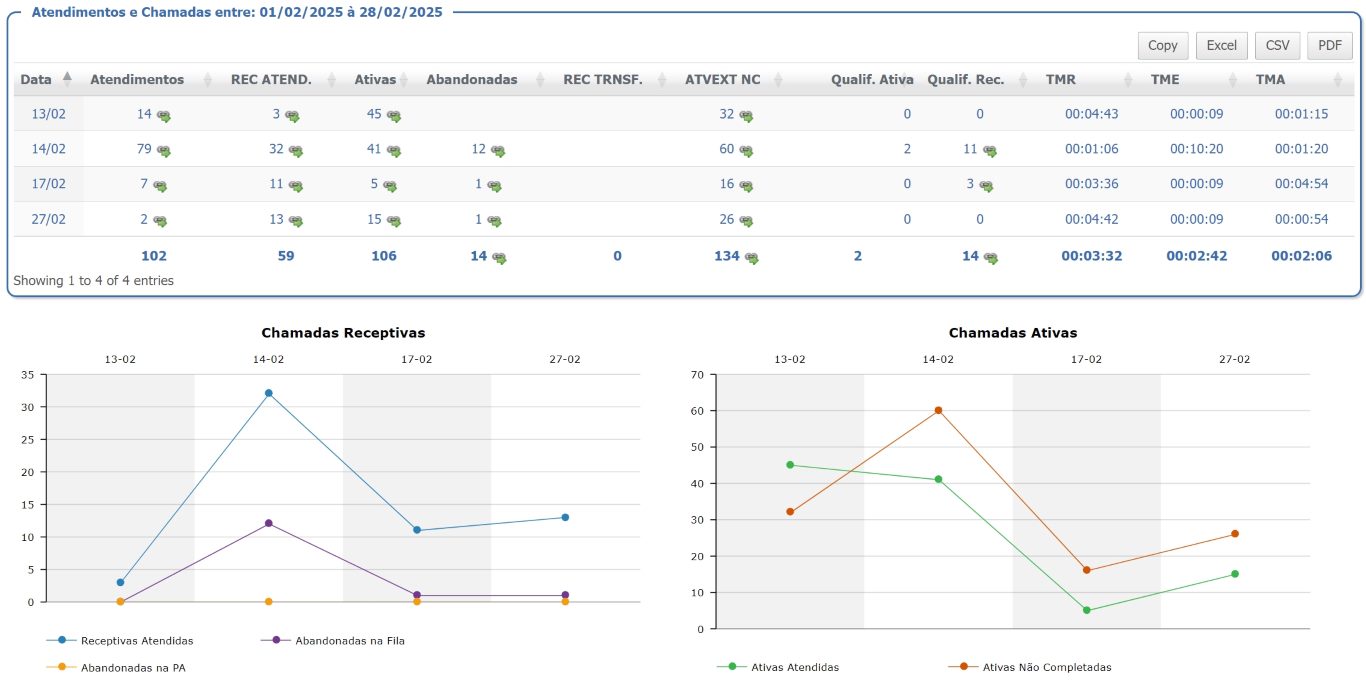 Atendimentos e Chamadas entre: 01/02/2025 à 28/02/2025
Copy Excel CSV PDF
Data Atendimentos REC ATEND. Ativas Abandonadas REC TRNSF. ATVEXT NC Qualif. Ativa Qualif. Rec. TMR TME TMA
13/02 14 3 45 32 0 0 00:04:43 00:00:09 00:01:15
14/02 79 32 41 12 60 2 11 00:01:06 00:10:20 00:01:20
17/02 7 11 5 1 16 0 3 00:03:36 00:00:09 00:04:54
27/02 2 13 15 1 26 0 0 00:04:42 00:00:09 00:00:54
102 59 106 14 0 134 2 14 00:03:32 00:02:42 00:02:06
Showing 1 to 4 of 4 entries
Chamadas Receptivas
13-02 14-02 17-02 27-02
35
30
25
20
15
10
5
0
Receptivas Atendidas Abandonadas na Fila
Abandonadas na PA
Chamadas Ativas
13-02 14-02 17-02 27-02
70
60
50
40
30
20
10
0
Ativas Atendidas Ativas Não Completadas